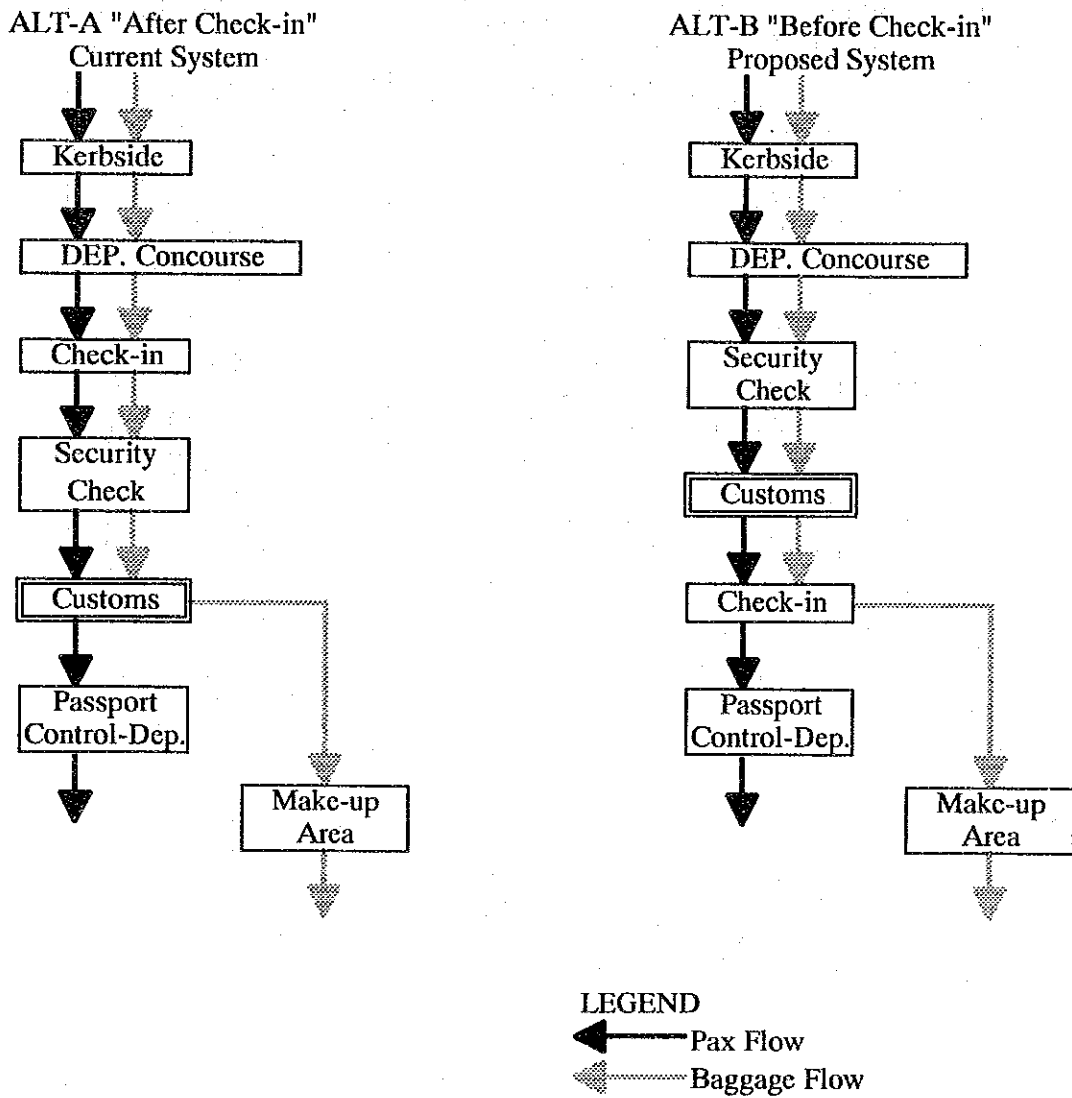 ALT-A "After Check-in"
Current System
Kerbside
DEP. Concourse
Check-in
Security
Check
Customs
Passport
Control-Dep.
Make-up
Area
ALT-B "Before Check-in"
Proposed System
Kerbside
DEP. Concourse
Security
Check
Customs
Check-in
Passport
Control-Dep.
Make-up
Area
LEGEND
Pax Flow
Baggage Flow